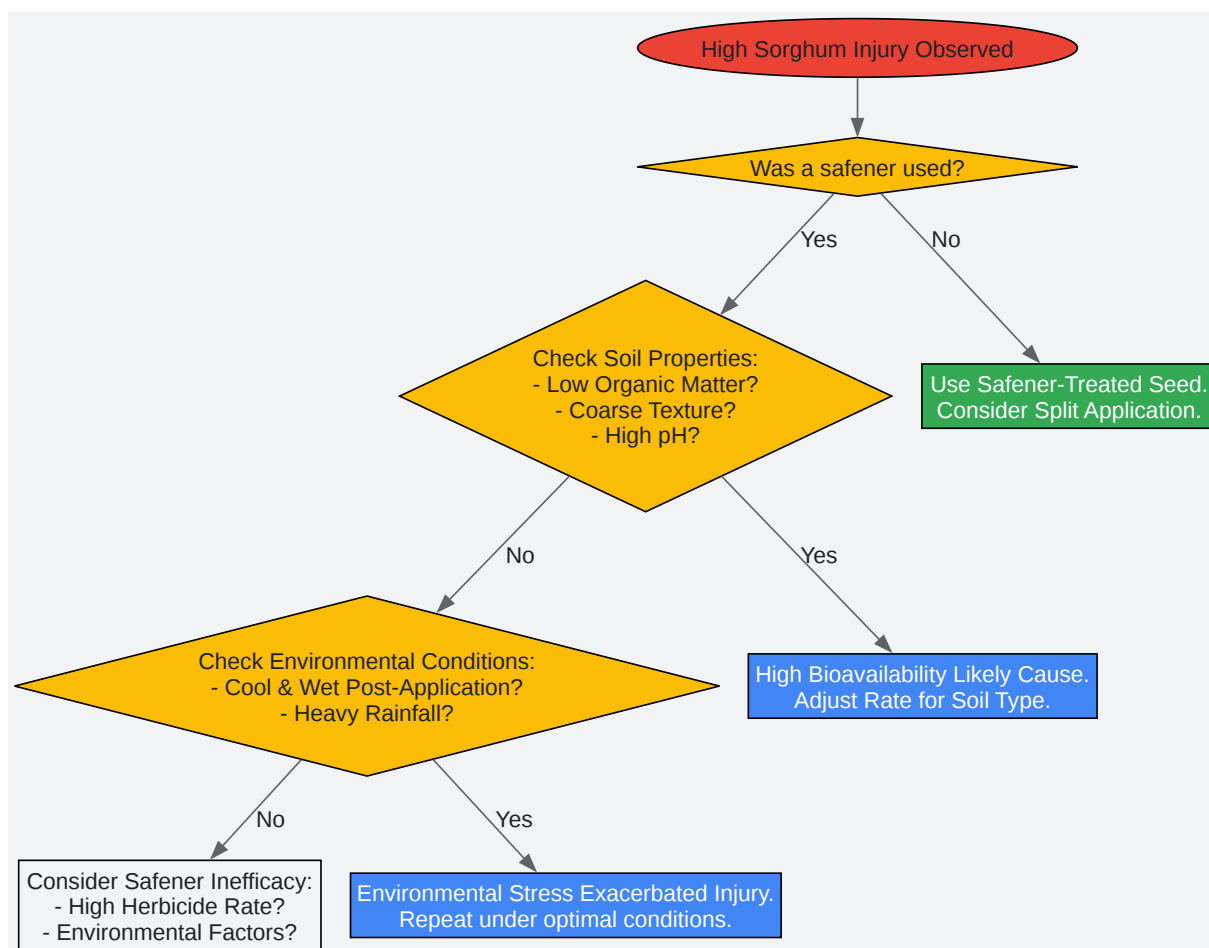 High Sorghum Injury Observed
Was a safener used?
Yes
No
Check Soil Properties:
- Low Organic Matter?
- Coarse Texture?
- High pH?
Use Safener-Treated Seed.
Consider Split Application.
No
Yes
Check Environmental Conditions:
- Cool & Wet Post-Application?
- Heavy Rainfall?
High Bioavailability Likely Cause.
Adjust Rate for Soil Type.
No
Yes
Consider Safener Inefficacy:
- High Herbicide Rate?
- Environmental Factors?
Environmental Stress Exacerbated Injury.
Repeat under optimal conditions.